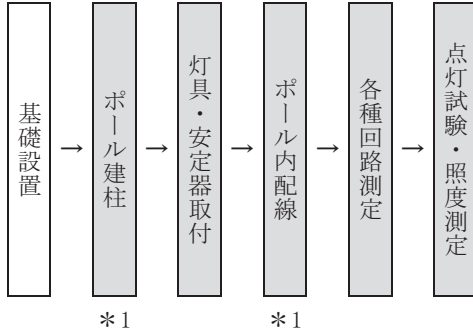 基礎設置
→
ポール建柱
→
灯具・安定器取付
→
ポール内配線
→
各種回路測定
→
点灯試験・照度測定
＊1
＊1